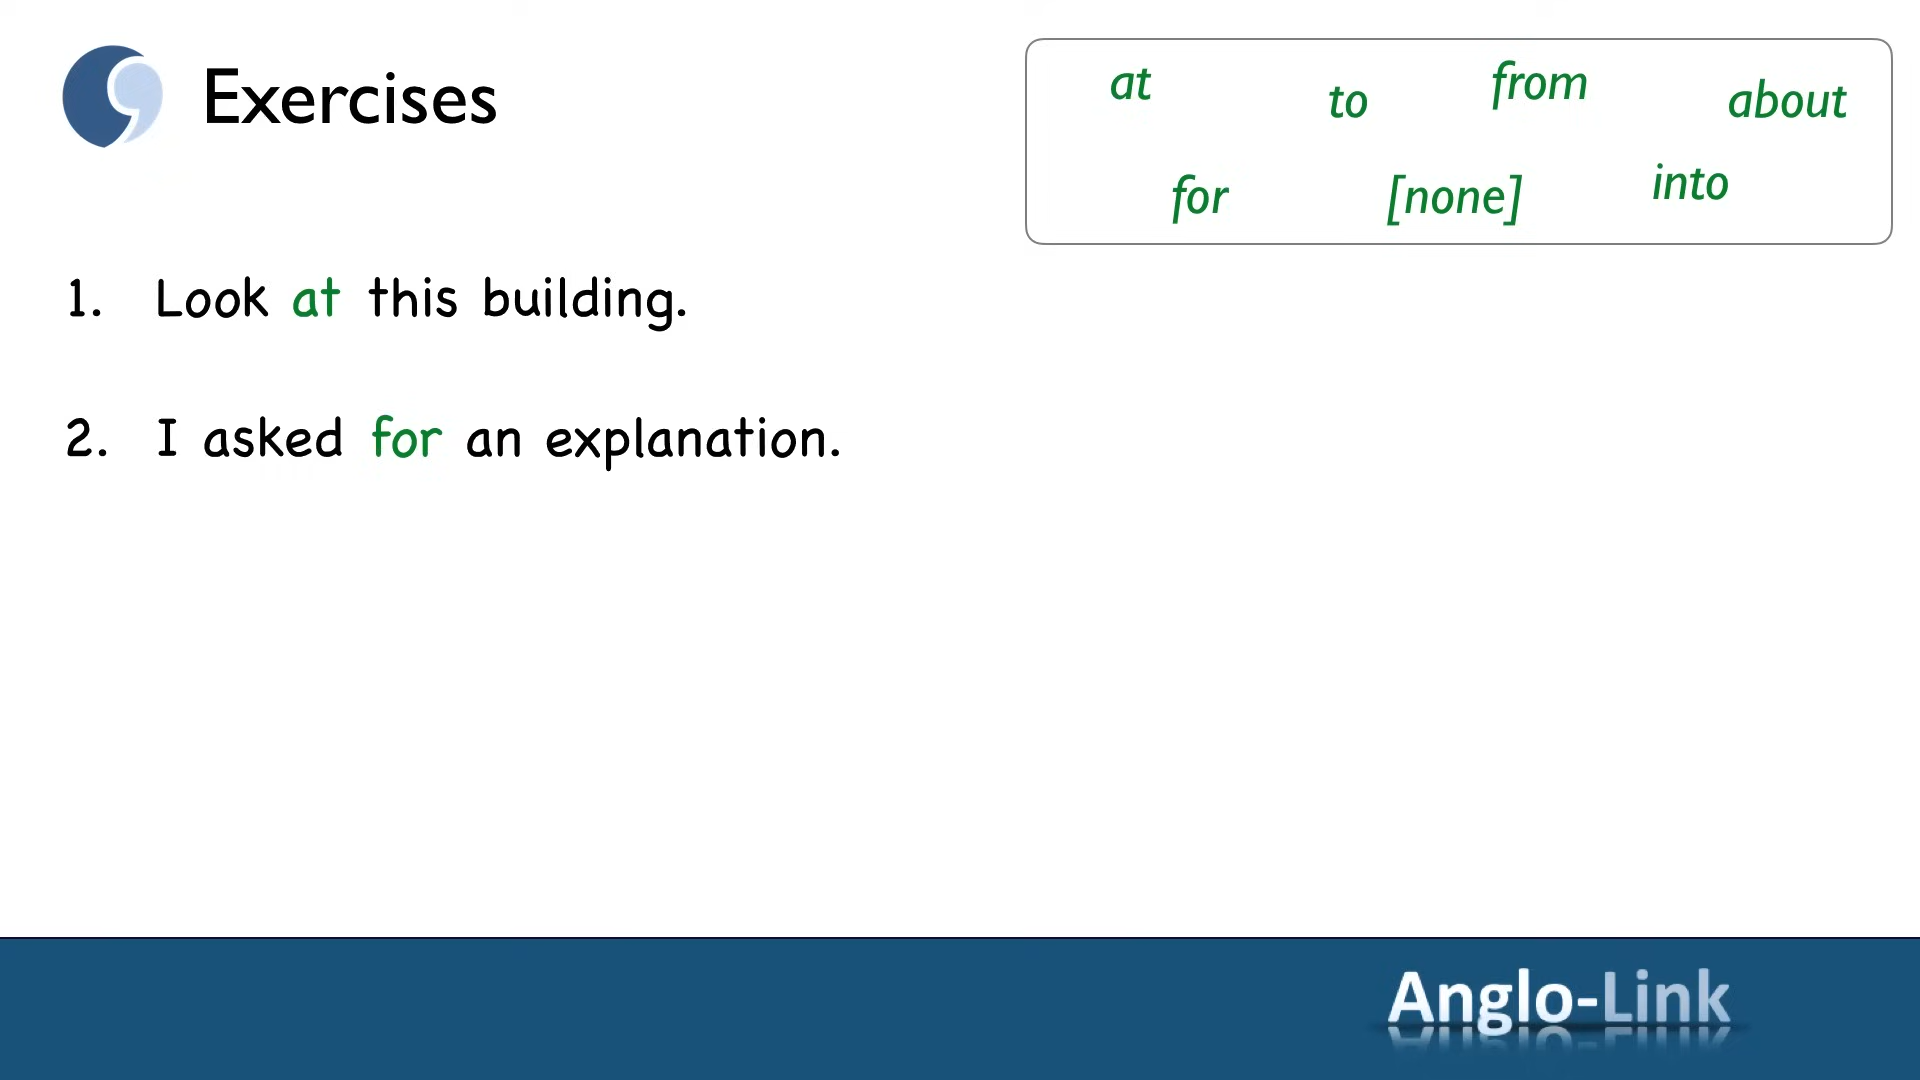 Exercises
at to from about
for [none] into
1. Look at this building.
2. I asked for an explanation.
Anglo-Link